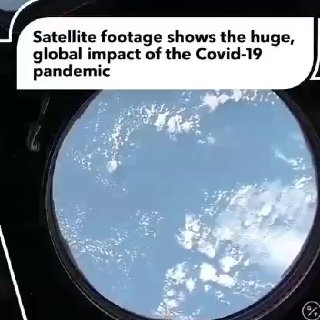 Satellite footage shows the huge,
global impact of the Covid-19
pandemic